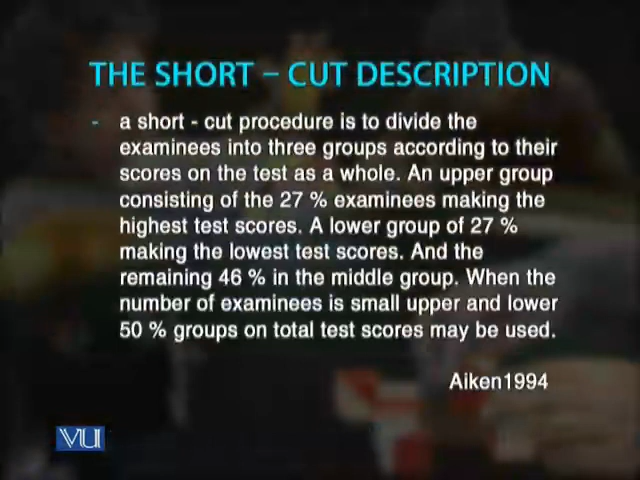 THE SHORT – CUT DESCRIPTION
- a short - cut procedure is to divide the
examinees into three groups according to their
scores on the test as a whole. An upper group
consisting of the 27 % examinees making the
highest test scores. A lower group of 27 %
making the lowest test scores. And the
remaining 46 % in the middle group. When the
number of examinees is small upper and lower
50 % groups on total test scores may be used.
Aiken1994
VU